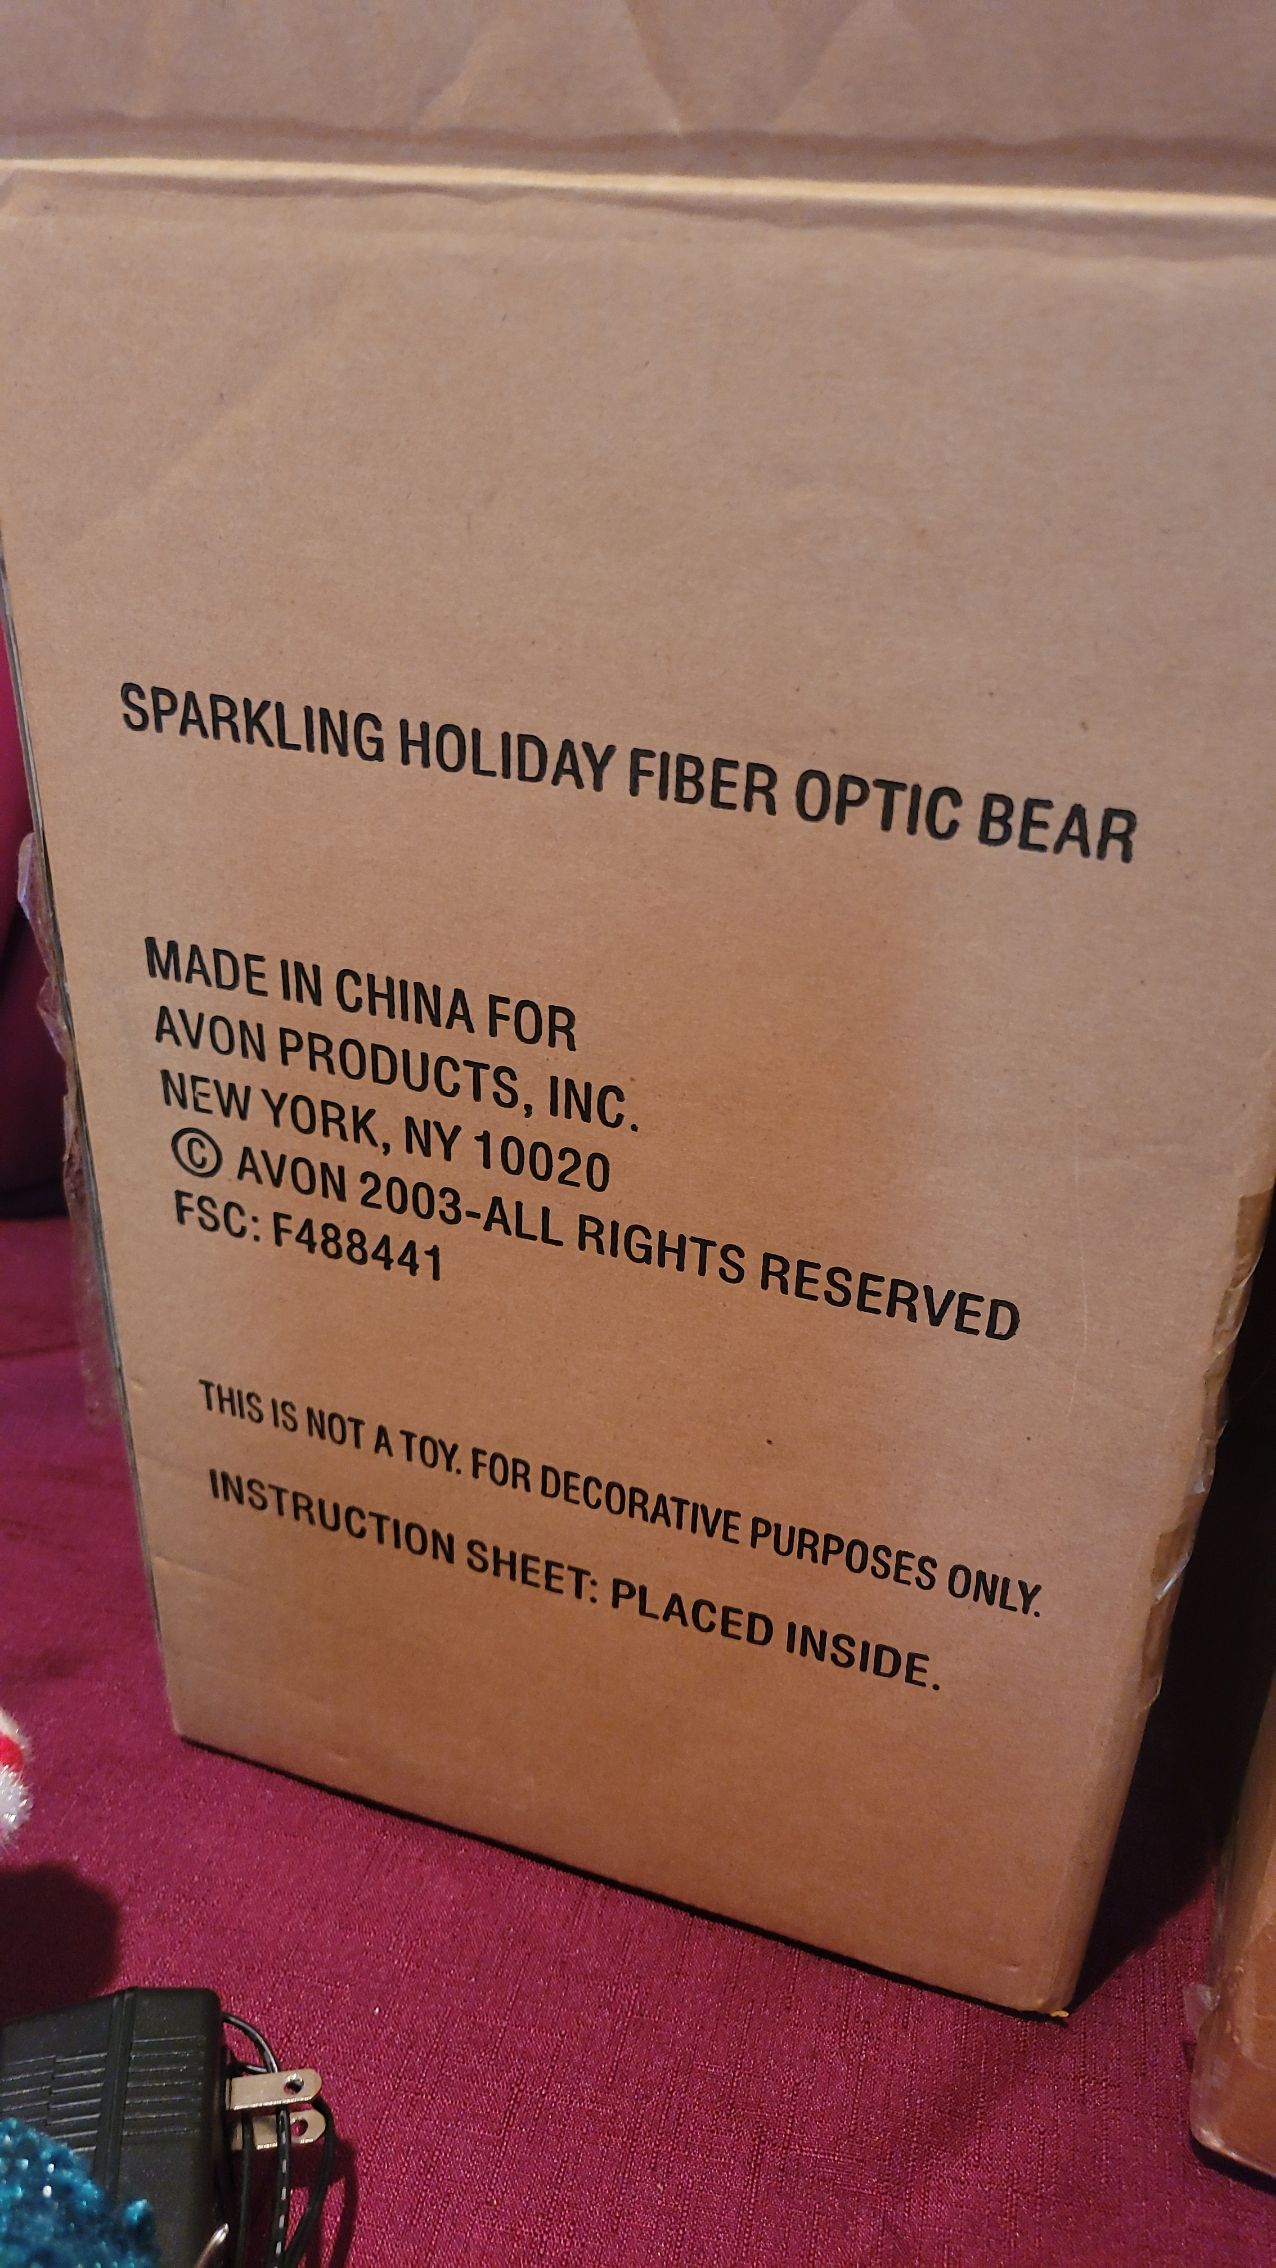 SPARKLING HOLIDAY FIBER OPTIC BEAR
MADE IN CHINA FOR
AVON PRODUCTS, INC.
NEW YORK, NY 10020
© AVON 2003-ALL RIGHTS RESERVED
FSC: F488441
THIS IS NOT A TOY. FOR DECORATIVE PURPOSES ONLY.
INSTRUCTION SHEET: PLACED INSIDE.